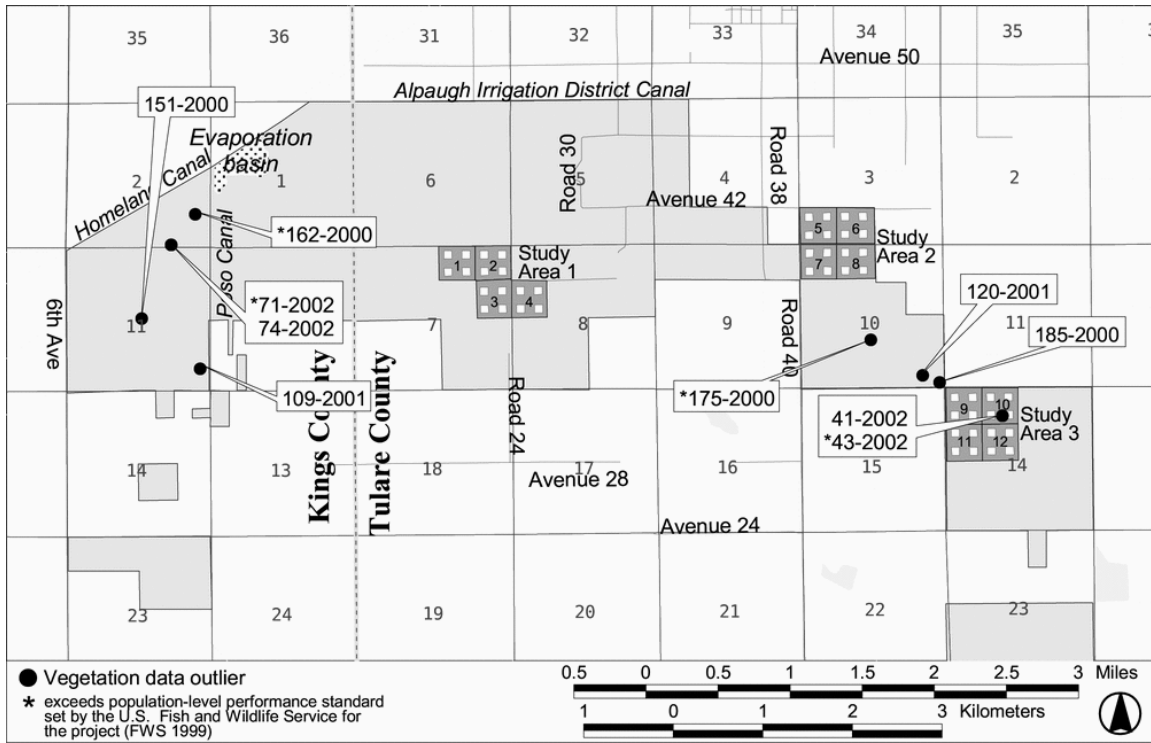 35
36
31
32
33
34
35
Avenue 50
Alpaugh Irrigation District Canal
151-2000
Evaporation
basin
Homeland Canal
2
1
6
Road 30
5
4
Road 38
3
2
Avenue 42
*162-2000
Poso Canal
Study
Area 1
1
2
3
4
5
6
7
8
Study
Area 2
*71-2002
74-2002
120-2001
185-2000
6th Ave
11
7
8
9
Road 40
10
11
109-2001
*175-2000
Kings County
Tulare County
Road 24
41-2002
*43-2002
9
10
11
12
Study
Area 3
14
13
18
17
16
15
14
Avenue 28
Avenue 24
23
24
19
20
21
22
23
Vegetation data outlier
* exceeds population-level performance standard
set by the U.S. Fish and Wildlife Service for
the project (FWS 1999)
0.5 0 0.5 1 1.5 2 2.5 3 Miles
1 0 1 2 3 Kilometers